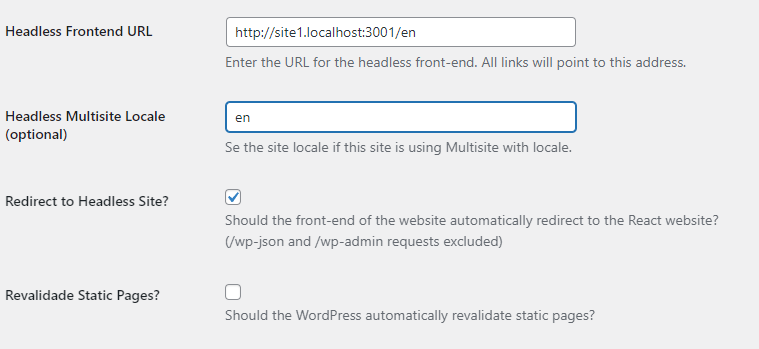 Headless Frontend URL
http://site1.localhost:3001/en
Enter the URL for the headless front-end. All links will point to this address.
Headless Multisite Locale
(optional)
en
Se the site locale if this site is using Multisite with locale.
Redirect to Headless Site?
Should the front-end of the website automatically redirect to the React website?
(/wp-json and /wp-admin requests excluded)
Revalidade Static Pages?
Should the WordPress automatically revalidate static pages?